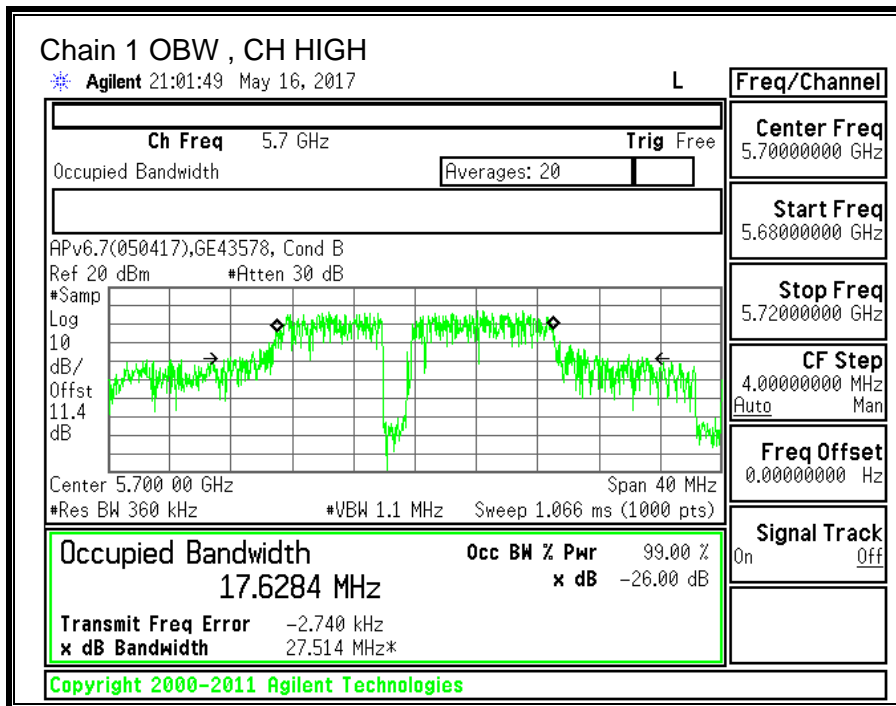 Chain 1 OBW , CH HIGH
Agilent 21:01:49 May 16, 2017 L
Freq/Channel
Ch Freq 5.7 GHz Trig Free
Occupied Bandwidth Averages: 20
APv6.7(050417),GE43578, Cond B
Ref 20 dBm #Atten 30 dB
#Samp
Log
10
dB/
Offst
11.4
dB
Center 5.700 00 GHz Span 40 MHz
#Res BW 360 kHz #VBW 1.1 MHz Sweep 1.066 ms (1000 pts)
Occupied Bandwidth Occ BW % Pwr 99.00 %
17.6284 MHz x dB -26.00 dB
Transmit Freq Error -2.740 kHz
x dB Bandwidth 27.514 MHz*
Copyright 2000-2011 Agilent Technologies
Center Freq
5.70000000 GHz
Start Freq
5.68000000 GHz
Stop Freq
5.72000000 GHz
CF Step
4.00000000 MHz
Auto Man
Freq Offset
0.00000000 Hz
Signal Track
On Off